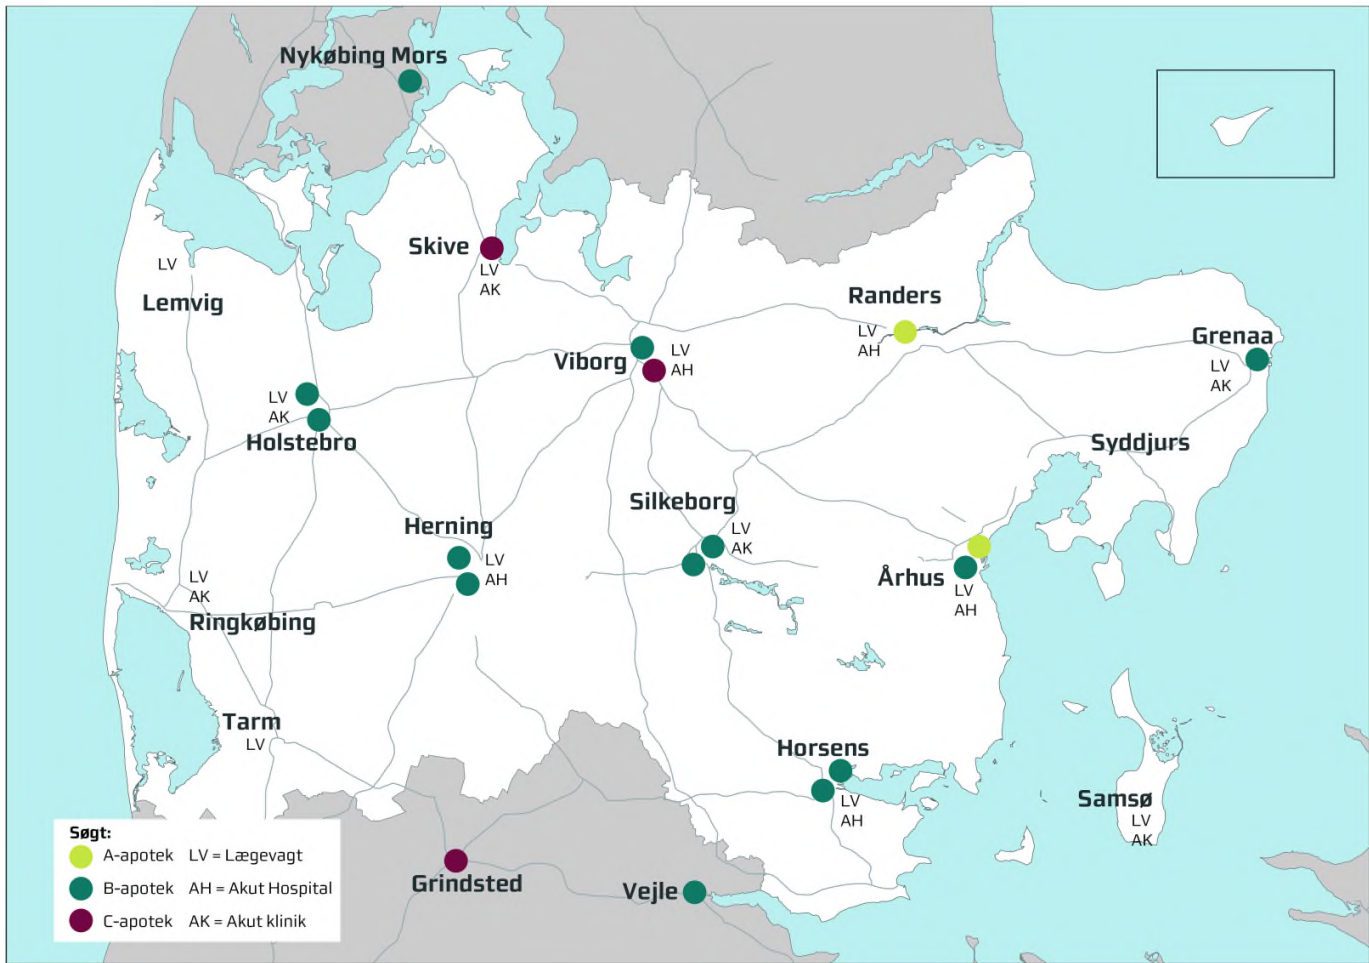 Nykøbing Mors
Skive
LV
AK
LV
Lemvig
Randers
LV
AH
Grenaa
LV
AK
Viborg
LV
AH
LV
AK
Holstebro
Syddjurs
Silkeborg
LV
AK
Herning
LV
AH
Århus
LV
AH
LV
AK
Ringkøbing
Tarm
LV
Horsens
LV
AH
Samsø
LV
AK
Grindsted
Vejle
Søgt:
A-apotek LV = Lægevagt
B-apotek AH = Akut Hospital
C-apotek AK = Akut klinik